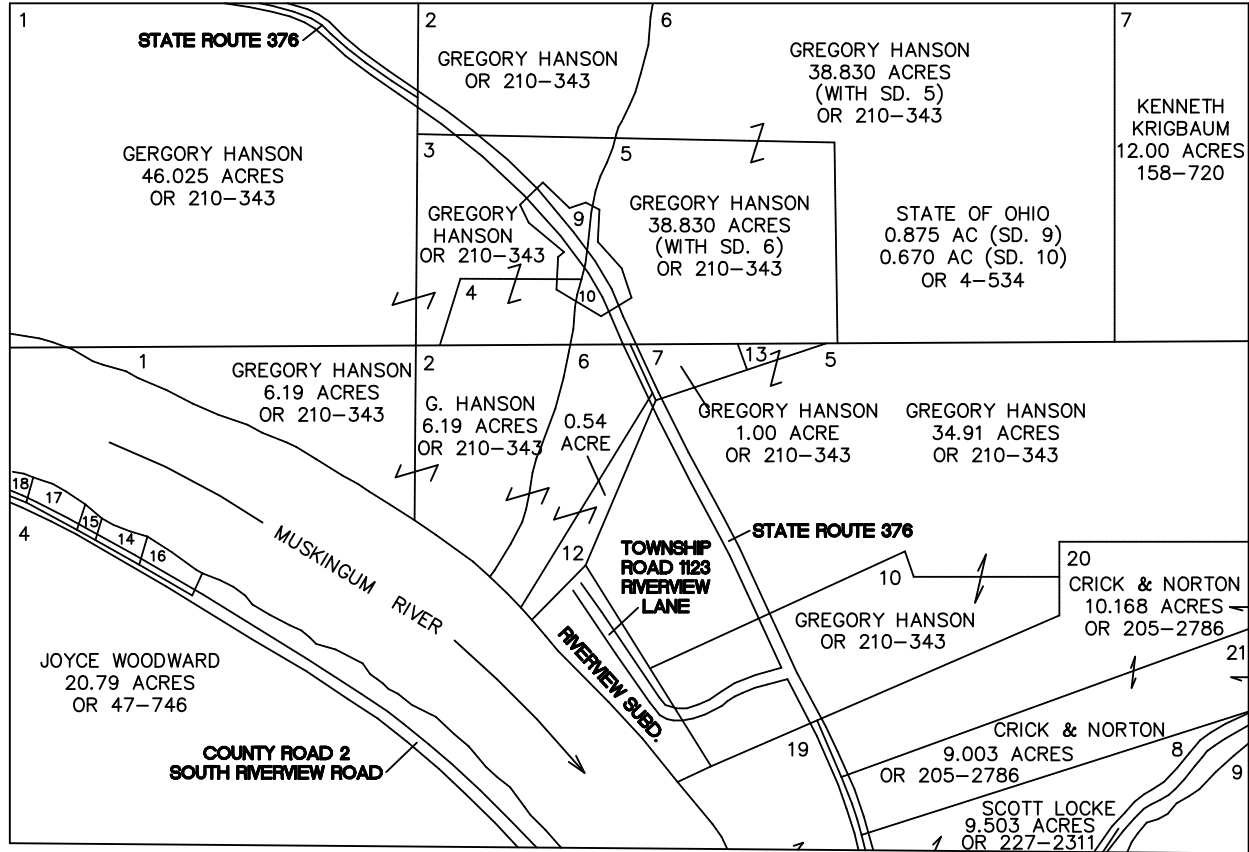 1
STATE ROUTE 376
2
GREGORY HANSON
OR 210–343
6
GREGORY HANSON
38.830 ACRES
(WITH SD. 5)
OR 210–343
7
KENNETH
KRIGBAUM
12.00 ACRES
158–720
GERGORY HANSON
46.025 ACRES
OR 210–343
3
GREGORY
HANSON
OR 210–343
4
9
10
5
GREGORY HANSON
38.830 ACRES
(WITH SD. 6)
OR 210–343
STATE OF OHIO
0.875 AC (SD. 9)
0.670 AC (SD. 10)
OR 4–534
1
GREGORY HANSON
6.19 ACRES
OR 210–343
2
G. HANSON
6.19 ACRES
OR 210–343
6
0.54
ACRE
7
13
5
GREGORY HANSON
1.00 ACRE
OR 210–343
GREGORY HANSON
34.91 ACRES
OR 210–343
18
17
15
14
16
4
MUSKINGUM RIVER
12
TOWNSHIP
ROAD 1123
RIVERVIEW
LANE
STATE ROUTE 376
10
GREGORY HANSON
OR 210–343
20
CRICK & NORTON
10.168 ACRES
OR 205–2786
21
JOYCE WOODWARD
20.79 ACRES
OR 47–746
RIVERVIEW SUBD.
COUNTY ROAD 2
SOUTH RIVERVIEW ROAD
19
CRICK & NORTON
9.003 ACRES
OR 205–2786
8
9
SCOTT LOCKE
9.503 ACRES
OR 227–2311